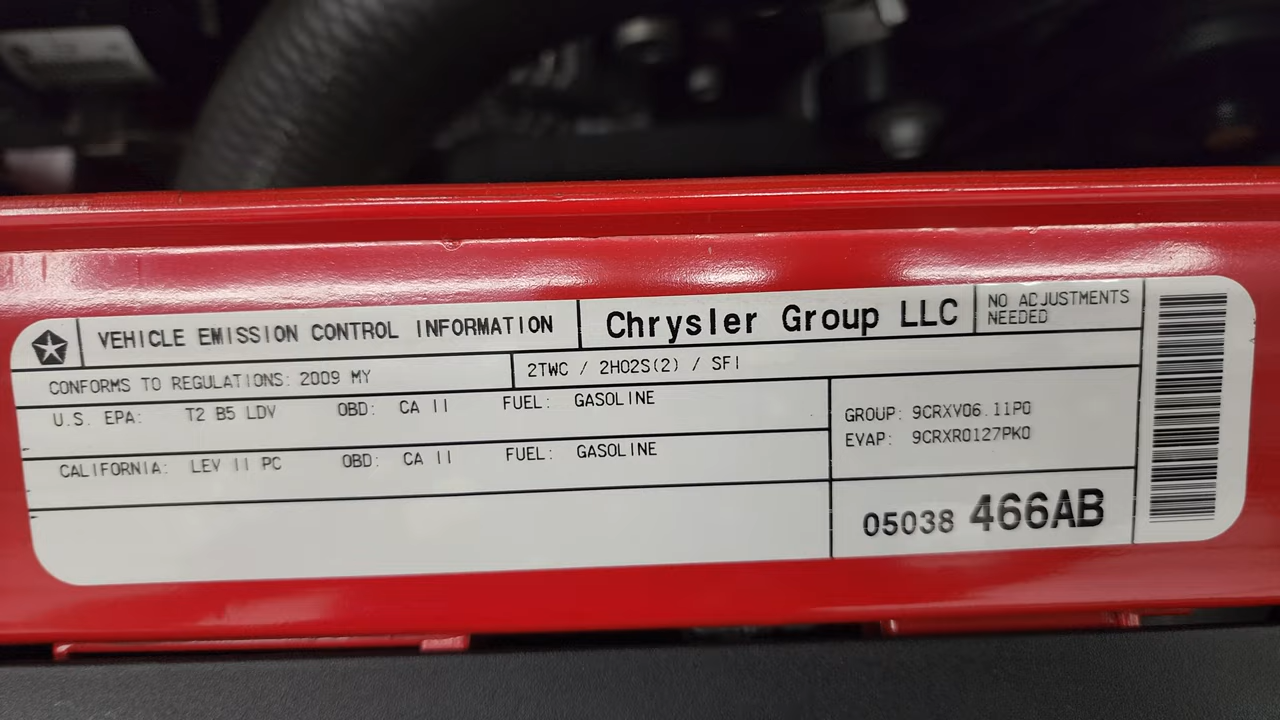 VEHICLE EMISSION CONTROL INFORMATION
Chrysler Group LLC
NO ADJUSTMENTS
NEEDED
CONFORMS TO REGULATIONS: 2009 MY
2TWC / 2HO2S(2) / SFI
U.S. EPA: T2 B5 LDV OBD: CA II FUEL: GASOLINE
CALIFORNIA: LEV II PC OBD: CA II FUEL: GASOLINE
GROUP: 9CRXV06.11P0
EVAP: 9CRXR0127PK0
05038 466AB